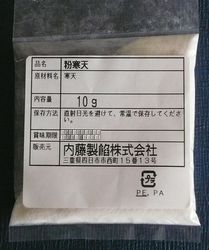 品名 粉寒天
原材料名 寒天
内容量 10g
保存方法 直射日光を避けて、常温で保存してください。
賞味期限
販売元 内藤製餡株式会社
三重県四日市市西町15番13号
プラ
PE, PA